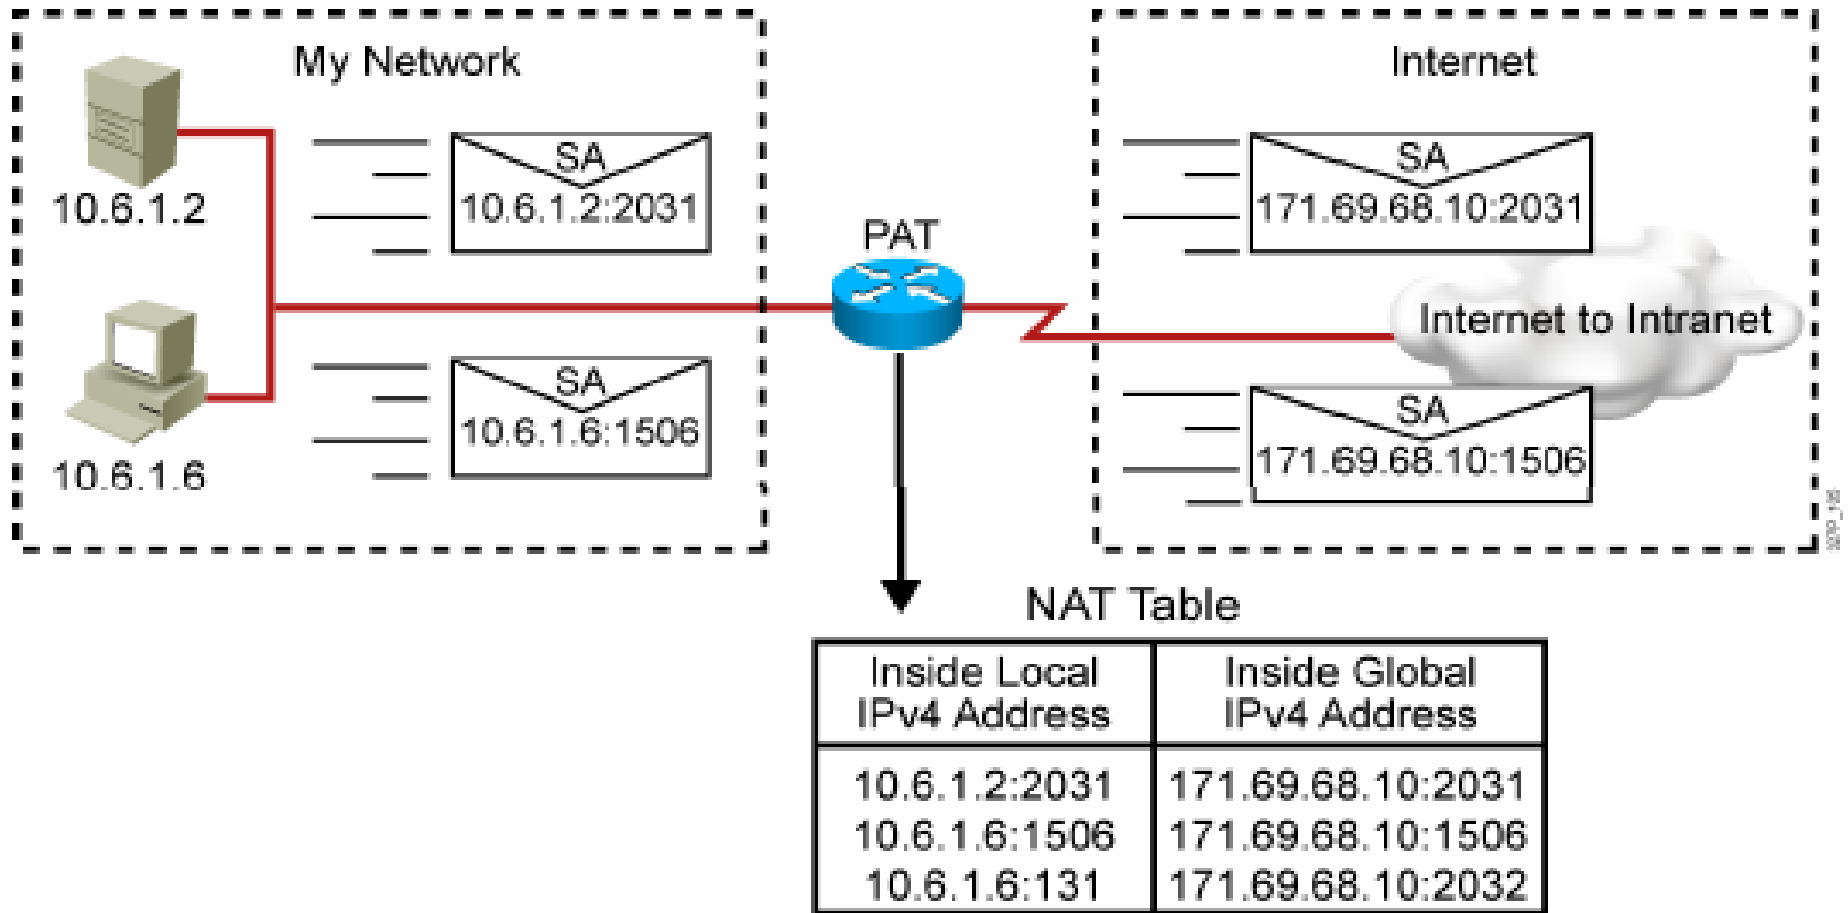 My Network
Internet
10.6.1.2
SA
10.6.1.2:2031
SA
171.69.68.10:2031
PAT
Internet to Intranet
10.6.1.6
SA
10.6.1.6:1506
SA
171.69.68.10:1506
NAT Table
Inside Local
IPv4 Address
Inside Global
IPv4 Address
10.6.1.2:2031
171.69.68.10:2031
10.6.1.6:1506
171.69.68.10:1506
10.6.1.6:131
171.69.68.10:2032